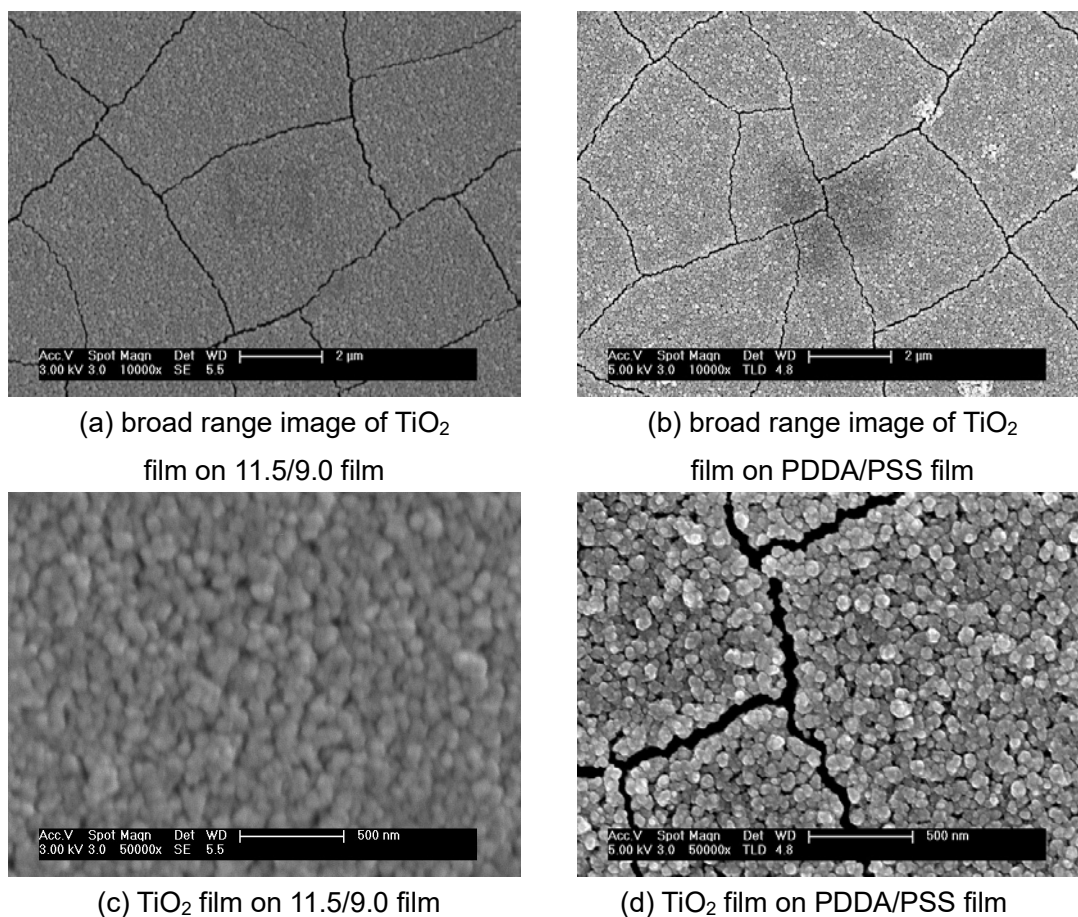 Acc.V Spot Magn Det WD 2 µm
3.00 kV 3.0 10000x SE 5.5
Acc.V Spot Magn Det WD 2 µm
5.00 kV 3.0 10000x TLD 4.8
(a) broad range image of TiO₂
film on 11.5/9.0 film
(b) broad range image of TiO₂
film on PDDA/PSS film
Acc.V Spot Magn Det WD 500 nm
3.00 kV 3.0 50000x SE 5.5
Acc.V Spot Magn Det WD 500 nm
5.00 kV 3.0 50000x TLD 4.8
(c) TiO₂ film on 11.5/9.0 film
(d) TiO₂ film on PDDA/PSS film